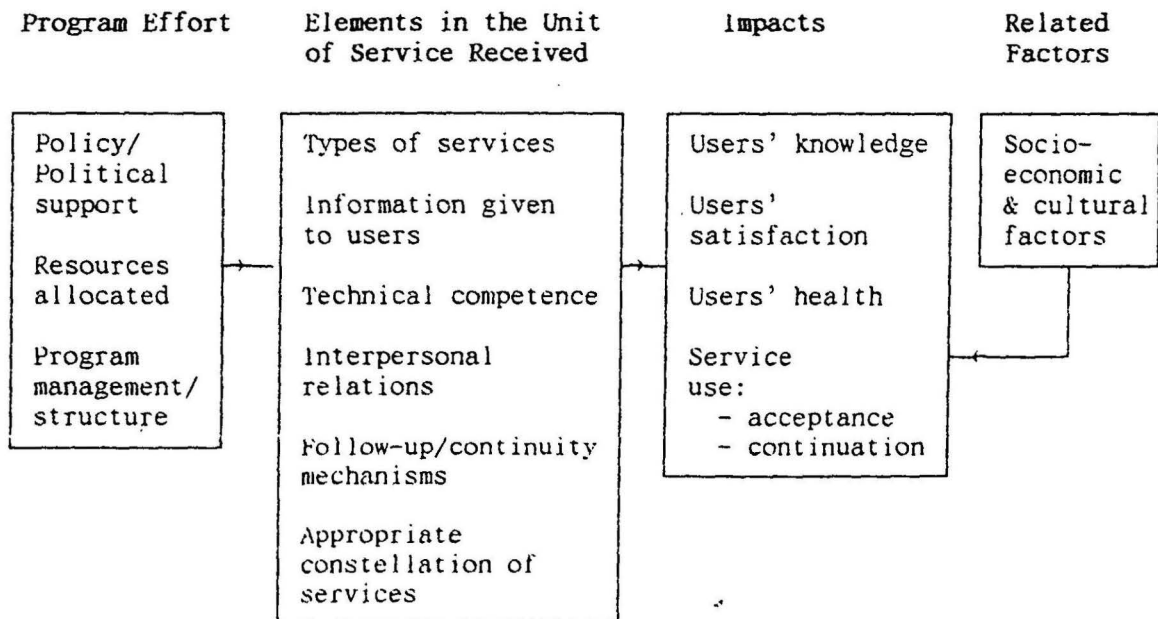 Program Effort
Elements in the Unit
of Service Received
Impacts
Related
Factors
Policy/
Political
support
Resources
allocated
Program
management/
structure
Types of services
Information given
to users
Technical competence
Interpersonal
relations
Follow-up/continuity
mechanisms
Appropriate
constellation of
services
Users' knowledge
Users'
satisfaction
Users' health
Service
use:
- acceptance
- continuation
Socio-
economic
& cultural
factors